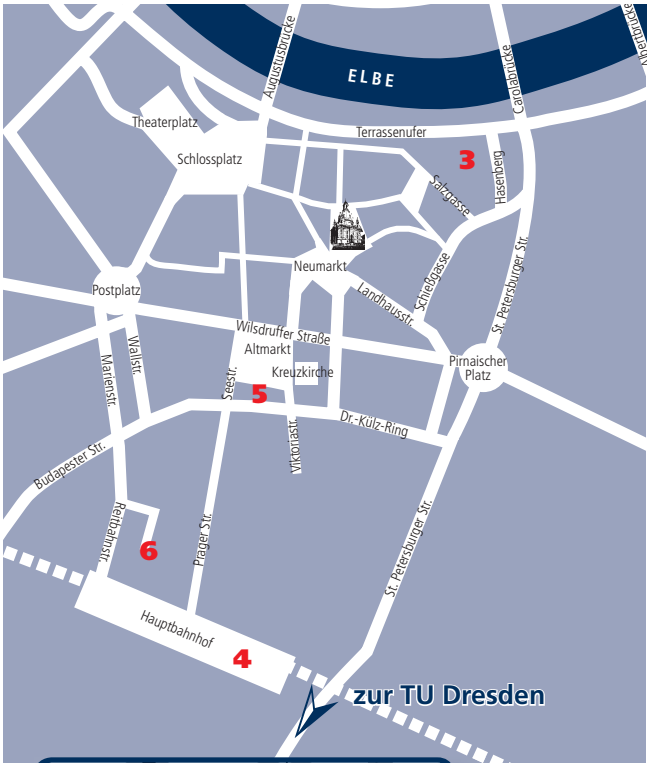 Augustusbrücke
ELBE
Carolabrücke
Albertbrücke
Theaterplatz
Terrassenufer
3
Schlossplatz
Hasenberg
Salzgasse
Neumarkt
Schießgasse
St. Petersburger Str.
Postplatz
Landhausstr.
Wilsdruffer Straße
Wallstr.
Altmarkt
Pirnaischer
Platz
Marienstr.
Seestr.
Kreuzkirche
5
Dr.-Külz-Ring
Viktoriastr.
Budapester Str.
Reitbahnstr.
6
Prager Str.
St. Petersburger Str.
Hauptbahnhof
4
zur TU Dresden